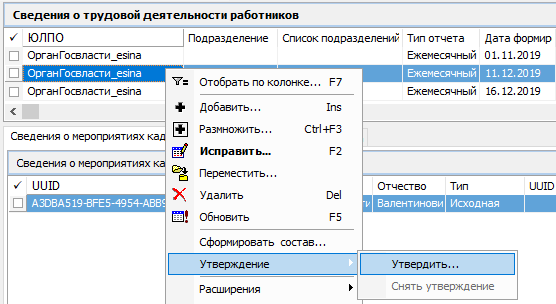 Сведения о трудовой деятельности работников
ЮЛПО Подразделение Список подразделений Тип отчета Дата формир
ОрганГосвласти_esina Ежемесячный 01.11.2019
ОрганГосвласти_esina Ежемесячный 11.12.2019
ОрганГосвласти_esina Ежемесячный 16.12.2019
Отобрать по колонке... F7
Добавить... Ins
Размножить... Ctrl+F3
Исправить... F2
Переместить...
Удалить Del
Обновить F5
Сформировать состав...
Утверждение
Расширения
Утвердить...
Снять утверждение
Сведения о мероприятиях кад
Сведения о мероприятиях кад
UUID Отчество Тип UUID
A3DBA519-BFE5-4954-ABB9 Валентинови Исходная